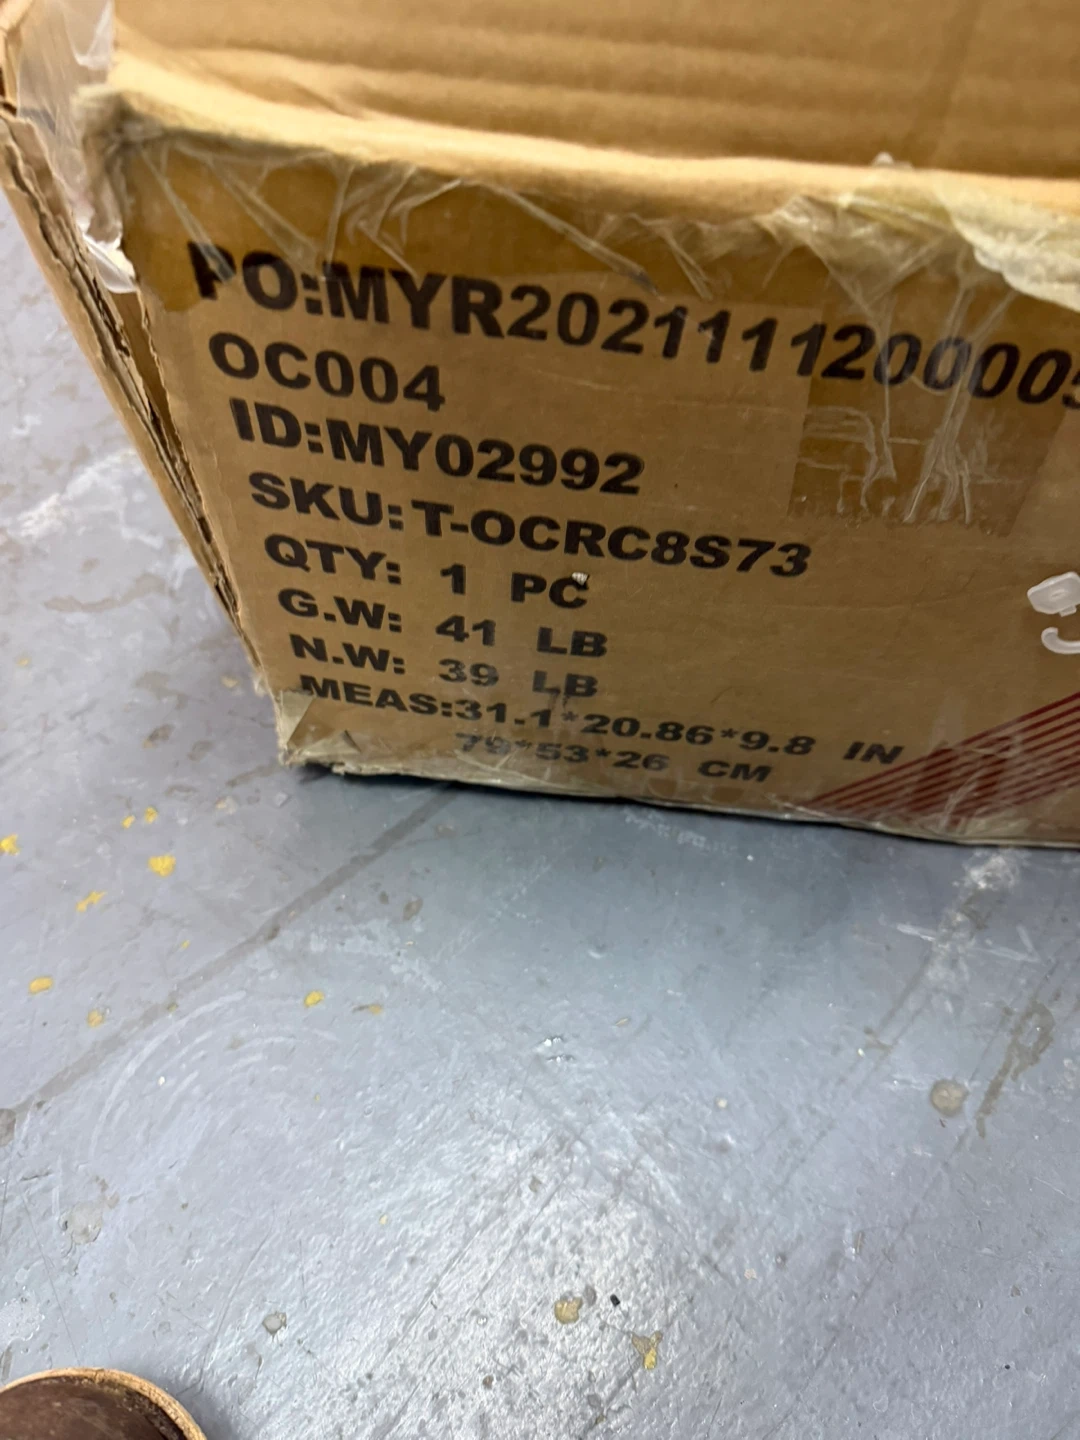 PO:MYR2021111200005
OC004
ID:MY02992
SKU:T-OCRC8S73
QTY: 1 PC
G.W: 41 LB
N.W: 39 LB
MEAS:31.1*20.86*9.8 IN
79*53*26 CM